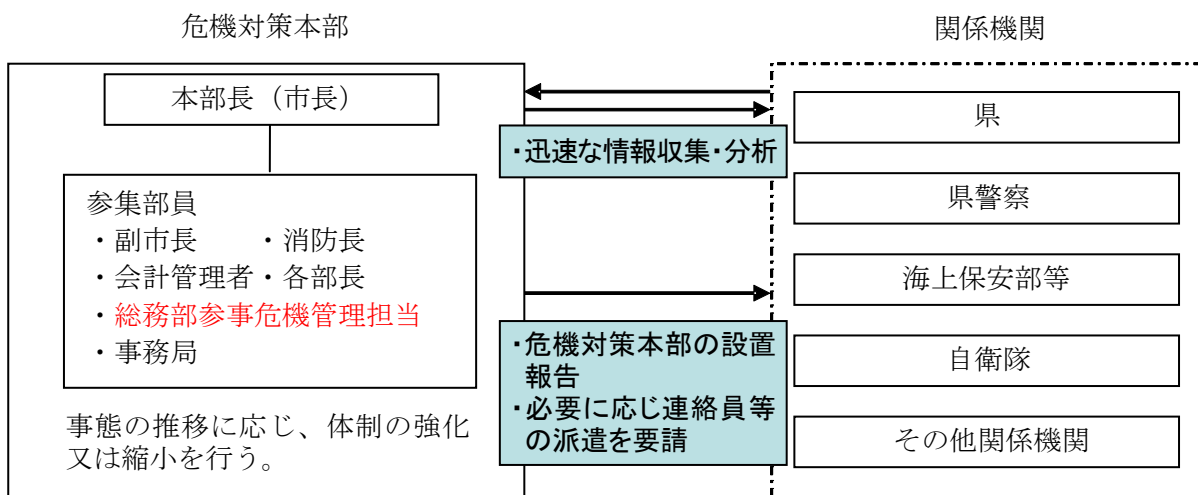 危機対策本部
本部長（市長）
参集部員
・副市長　　・消防長
・会計管理者・各部長
・総務部参事危機管理担当
・事務局
事態の推移に応じ、体制の強化
又は縮小を行う。
・迅速な情報収集・分析
・危機対策本部の設置
報告
・必要に応じ連絡員等
の派遣を要請
関係機関
県
県警察
海上保安部等
自衛隊
その他関係機関